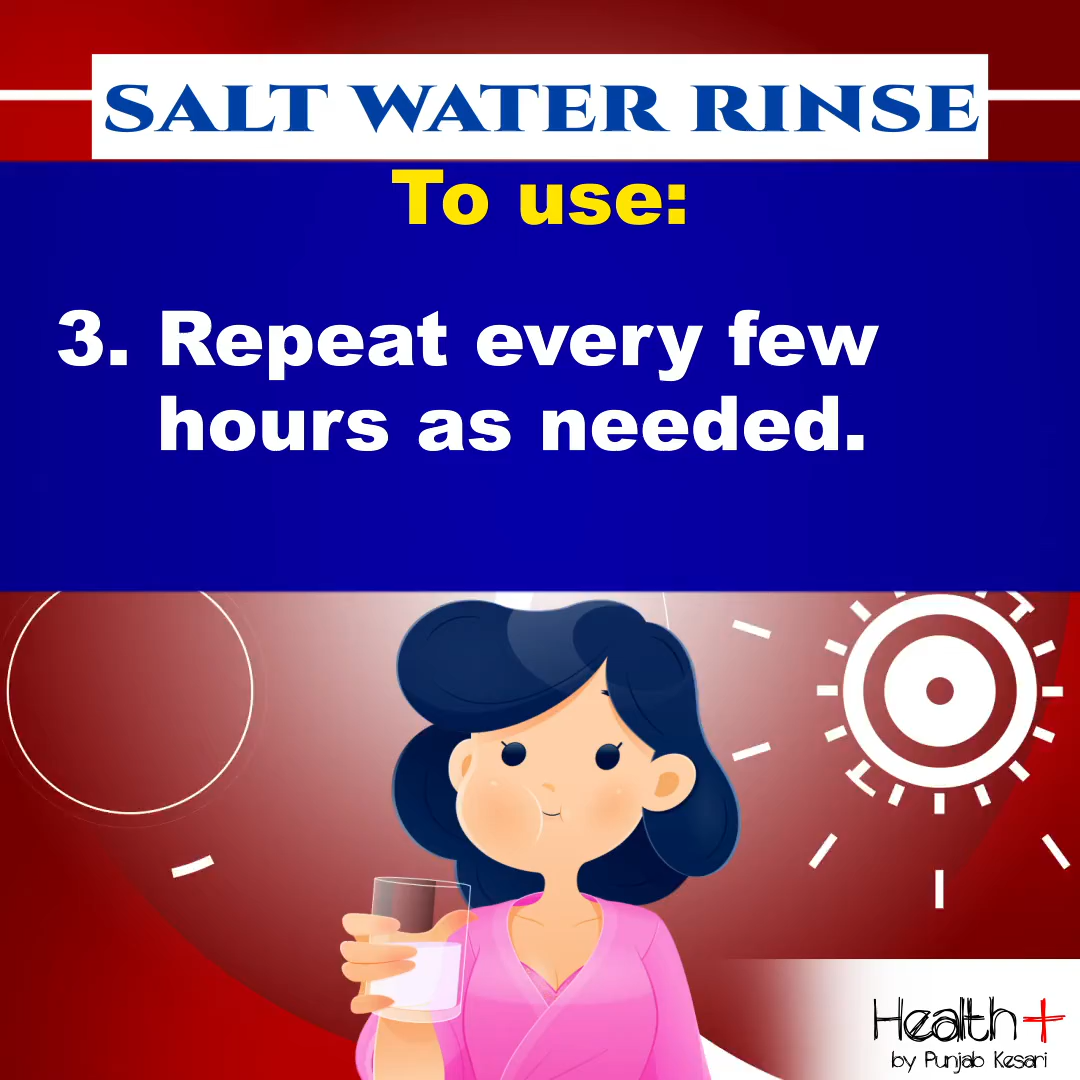 SALT WATER RINSE
To use:
3. Repeat every few
hours as needed.
Health+
by Punjab Kesari